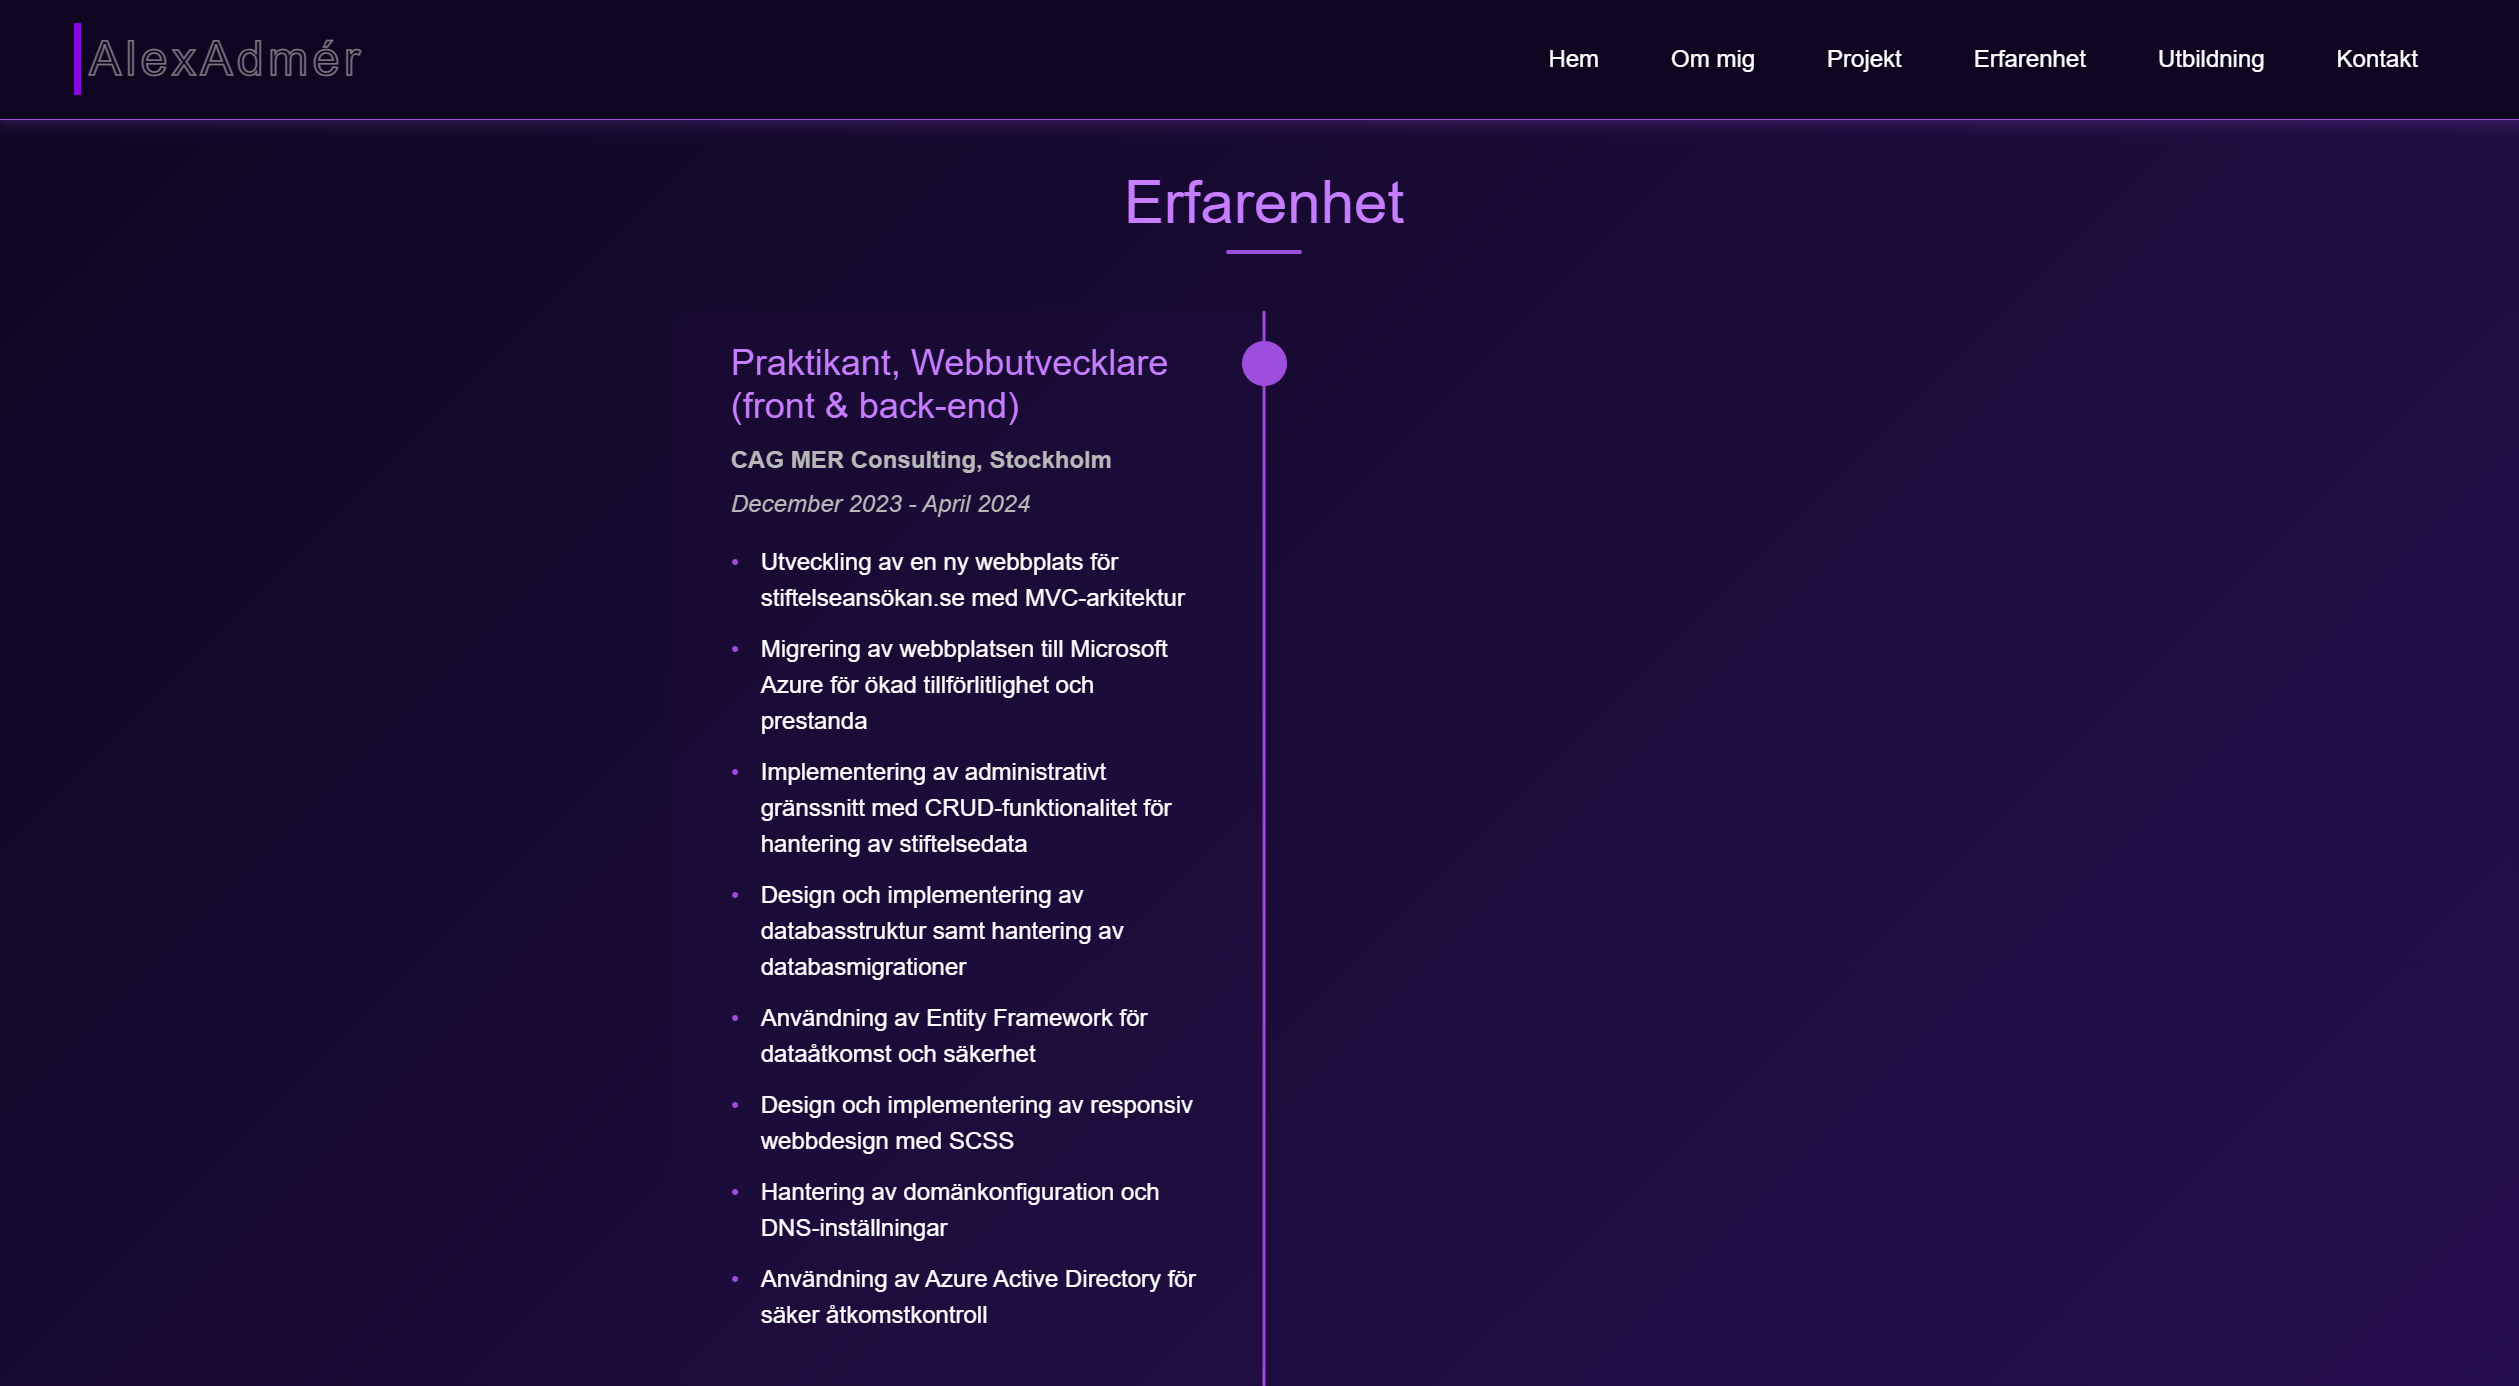 AlexAdmér
Hem Om mig Projekt Erfarenhet Utbildning Kontakt
Erfarenhet
Praktikant, Webbutvecklare
(front & back-end)
CAG MER Consulting, Stockholm
December 2023 - April 2024
• Utveckling av en ny webbplats för
stiftelseansökan.se med MVC-arkitektur
• Migrering av webbplatsen till Microsoft
Azure för ökad tillförlitlighet och
prestanda
• Implementering av administrativt
gränssnitt med CRUD-funktionalitet för
hantering av stiftelsedata
• Design och implementering av
databasstruktur samt hantering av
databasmigrationer
• Användning av Entity Framework för
dataåtkomst och säkerhet
• Design och implementering av responsiv
webbdesign med SCSS
• Hantering av domänkonfiguration och
DNS-inställningar
• Användning av Azure Active Directory för
säker åtkomstkontroll